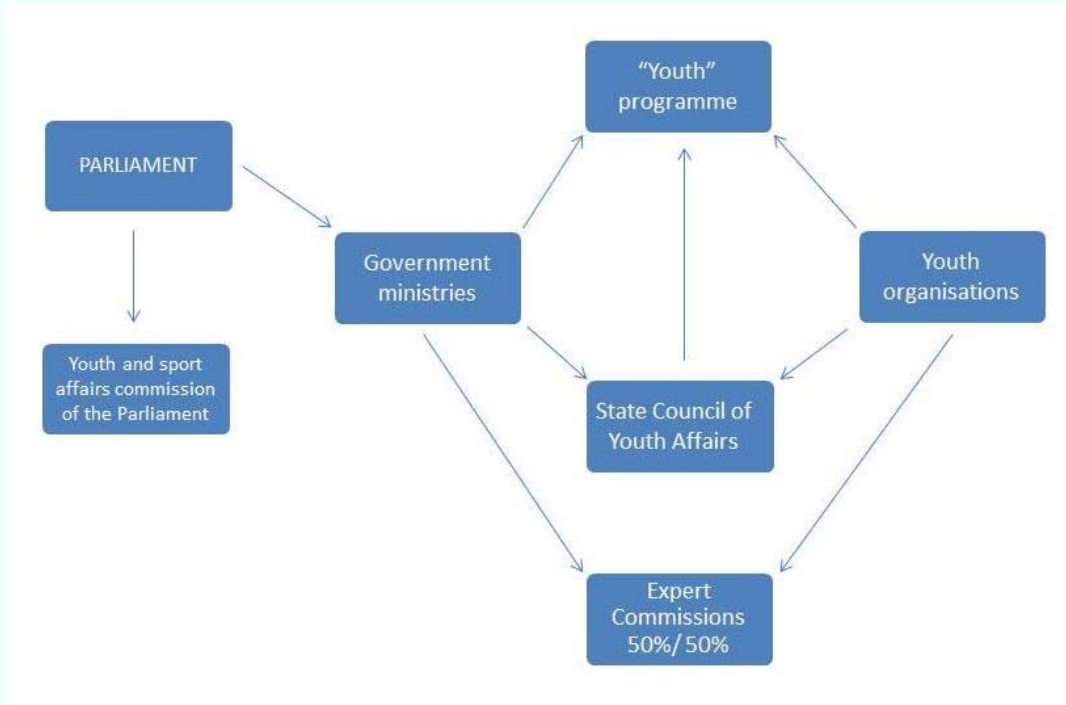 “Youth”
programme
PARLIAMENT
Government
ministries
Youth
organisations
Youth and sport
affairs commission
of the Parliament
State Council of
Youth Affairs
Expert
Commissions
50%/ 50%